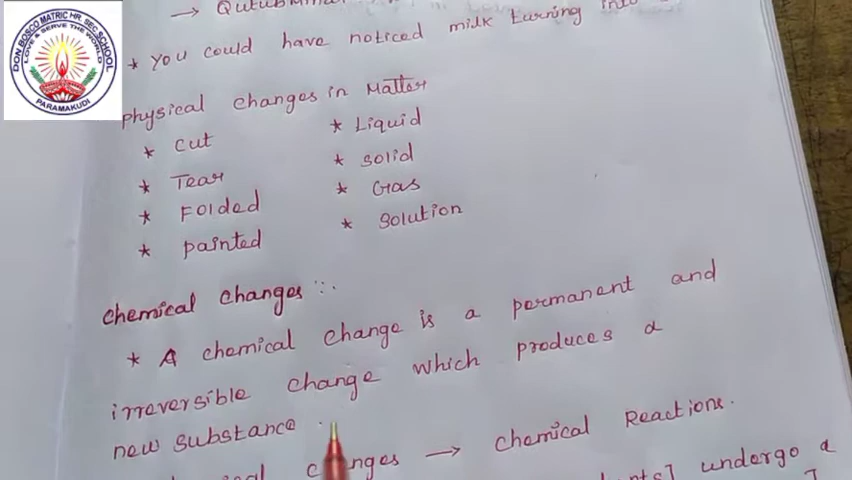 DON BOSCO MATRIC HR. SEC. SCHOOL
LOVE & SERVE THE WORLD
PARAMAKUDI
→
* You could have noticed milk turning into
physical changes in Matter
* cut * Liquid
* Tear * solid
* Folded * Gas
* painted * solution
chemical changes :-
* A chemical change is a permanent and
irreversible change which produces a
new substance.
changes → chemical Reactions.
undergo a